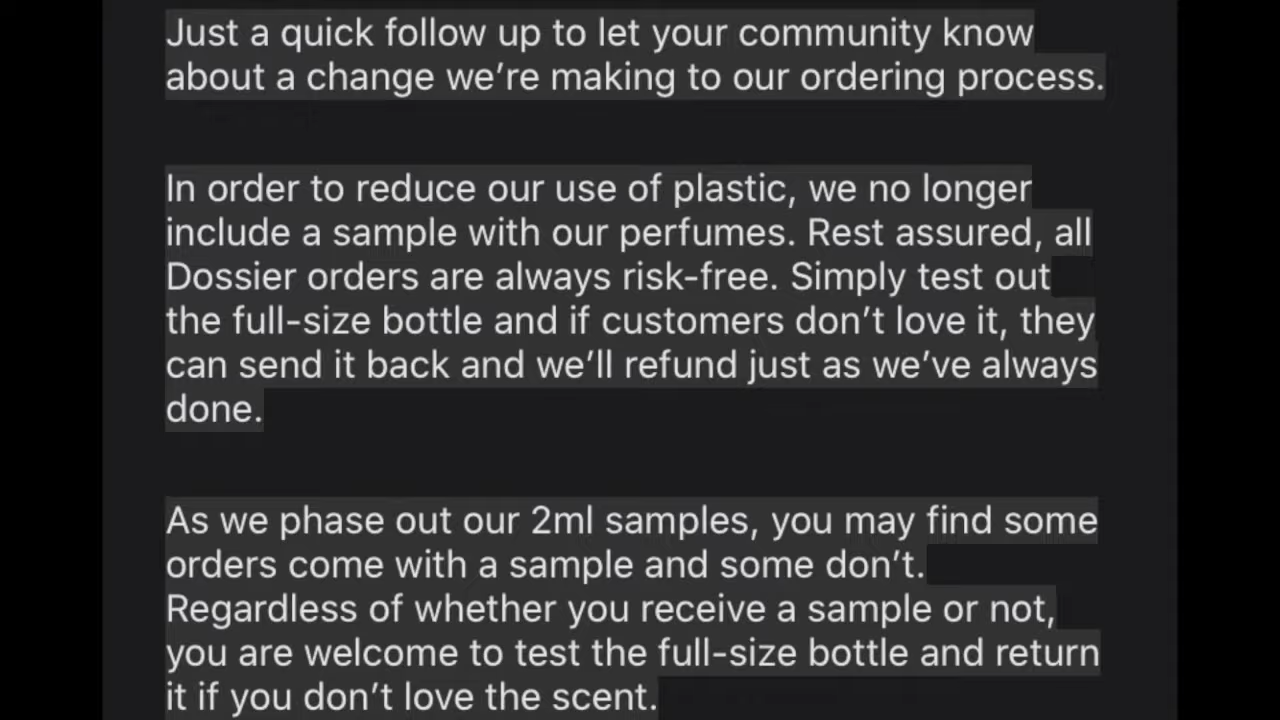 Just a quick follow up to let your community know
about a change we’re making to our ordering process.
In order to reduce our use of plastic, we no longer
include a sample with our perfumes. Rest assured, all
Dossier orders are always risk-free. Simply test out
the full-size bottle and if customers don’t love it, they
can send it back and we’ll refund just as we’ve always
done.
As we phase out our 2ml samples, you may find some
orders come with a sample and some don’t.
Regardless of whether you receive a sample or not,
you are welcome to test the full-size bottle and return
it if you don’t love the scent.